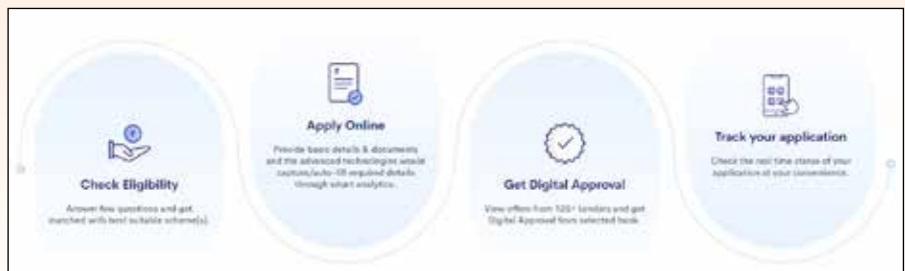 Check Eligibility
Answer few questions and get
matched with best suitable scheme(s).
Apply Online
Provide basic details & documents
and the advanced technologies would
capture/auto-fill required details
through smart analytics.
Get Digital Approval
View offers from 125+ lenders and get
Digital Approval from selected bank.
Track your application
Check the real time status of your
application at your convenience.